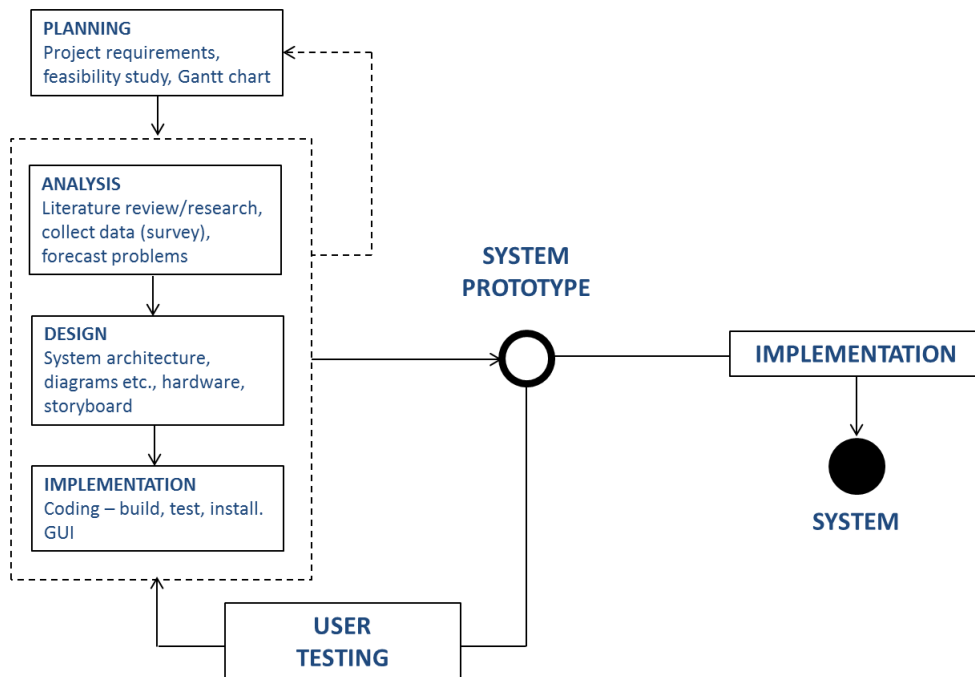 PLANNING
Project requirements,
feasibility study, Gantt chart
ANALYSIS
Literature review/research,
collect data (survey),
forecast problems
DESIGN
System architecture,
diagrams etc., hardware,
storyboard
IMPLEMENTATION
Coding – build, test, install.
GUI
SYSTEM
PROTOTYPE
IMPLEMENTATION
SYSTEM
USER
TESTING